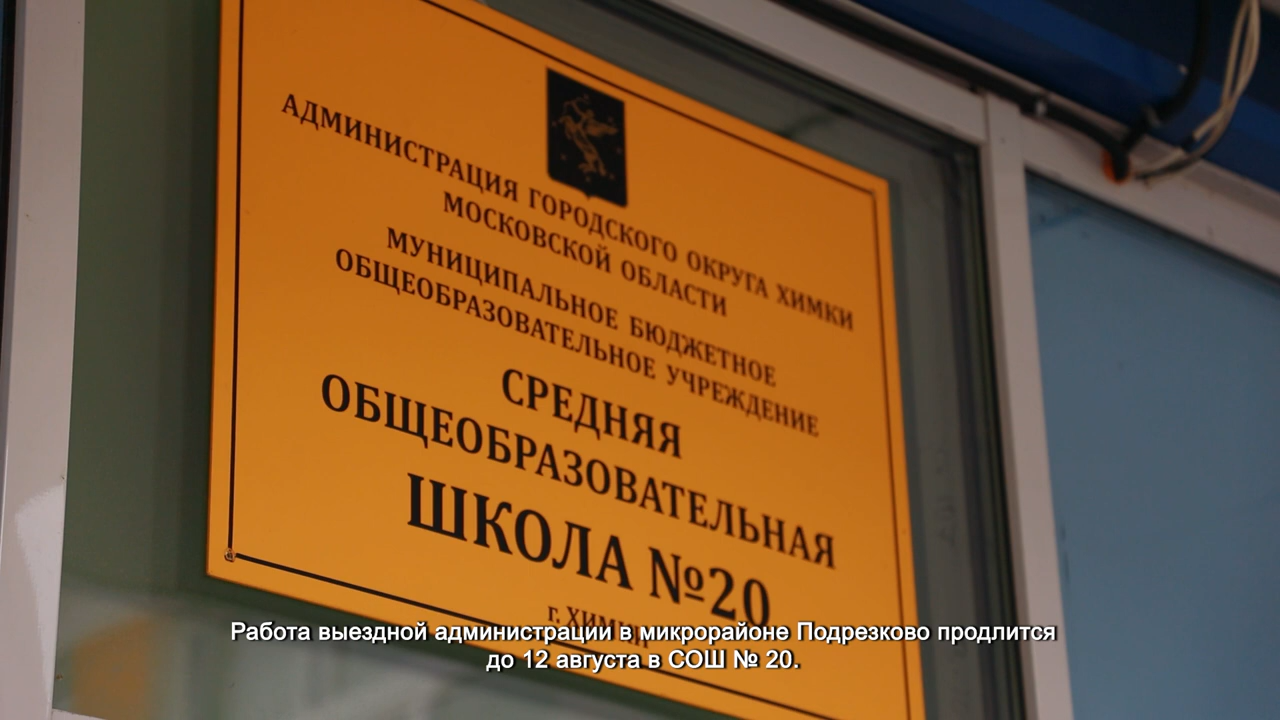 АДМИНИСТРАЦИЯ ГОРОДСКОГО ОКРУГА ХИМКИ
МОСКОВСКОЙ ОБЛАСТИ
МУНИЦИПАЛЬНОЕ БЮДЖЕТНОЕ
ОБЩЕОБРАЗОВАТЕЛЬНОЕ УЧРЕЖДЕНИЕ
СРЕДНЯЯ
ОБЩЕОБРАЗОВАТЕЛЬНАЯ
ШКОЛА №20
г. ХИМКИ
Работа выездной администрации в микрорайоне Подрезково продлится
до 12 августа в СОШ № 20.